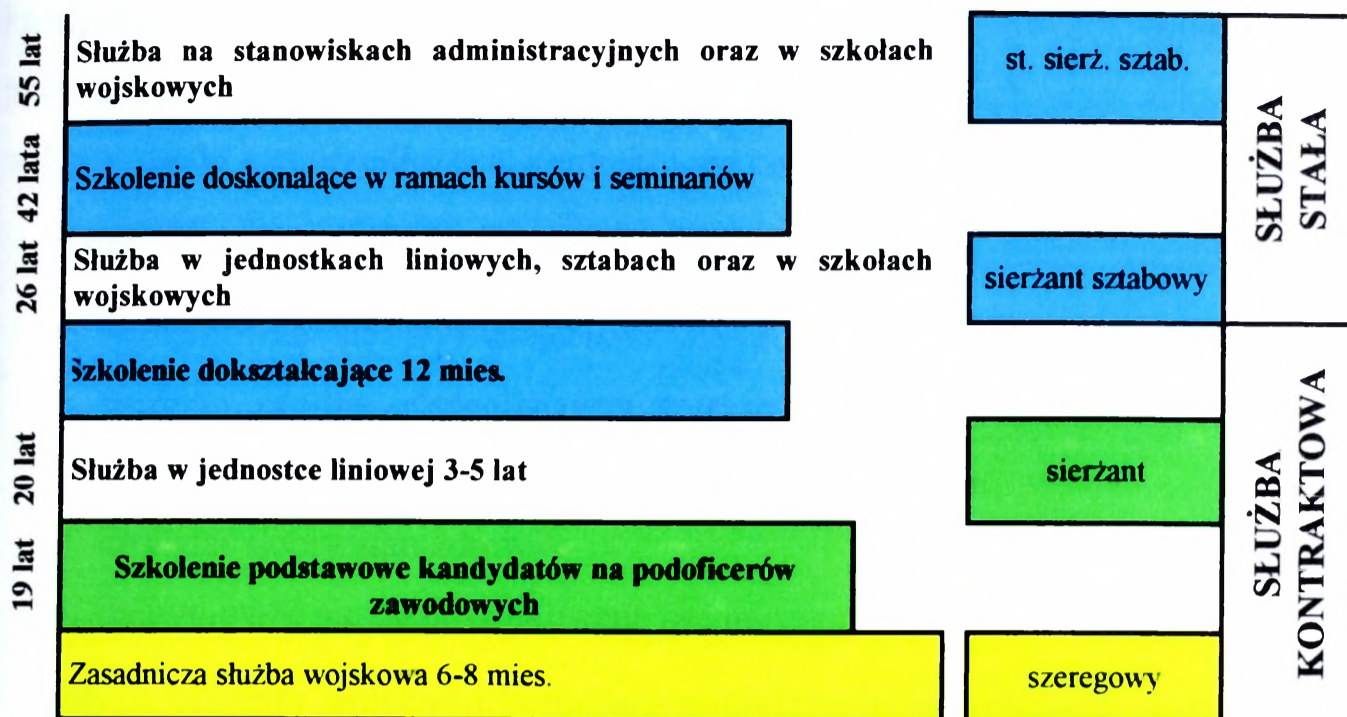 55 lat
Służba na stanowiskach administracyjnych oraz w szkołach
wojskowych
st. sierż. sztab.
42 lata
Szkolenie doskonalące w ramach kursów i seminariów
SŁUŻBA
STAŁA
26 lat
Służba w jednostkach liniowych, sztabach oraz w szkołach
wojskowych
sierżant sztabowy
Szkolenie dokształcające 12 mies.
20 lat
Służba w jednostce liniowej 3-5 lat
sierżant
SŁUŻBA
KONTRAKTOWA
19 lat
Szkolenie podstawowe kandydatów na podoficerów
zawodowych
Zasadnicza służba wojskowa 6-8 mies.
szeregowy